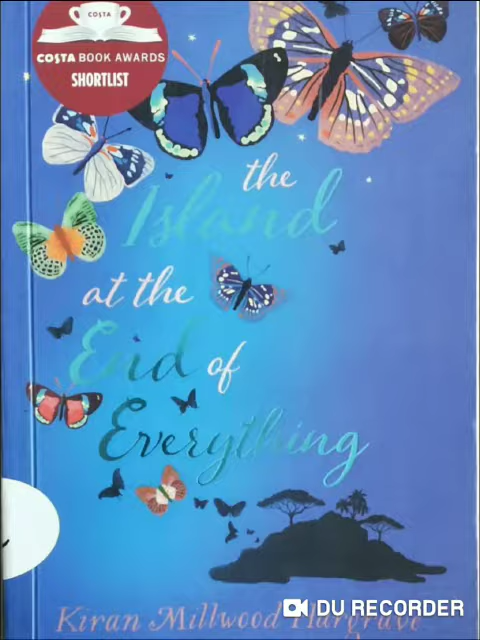 COSTA
COSTA BOOK AWARDS
SHORTLIST
the
Island
at the
End of
Everything
Kiran Millwood Hargrave
DU RECORDER